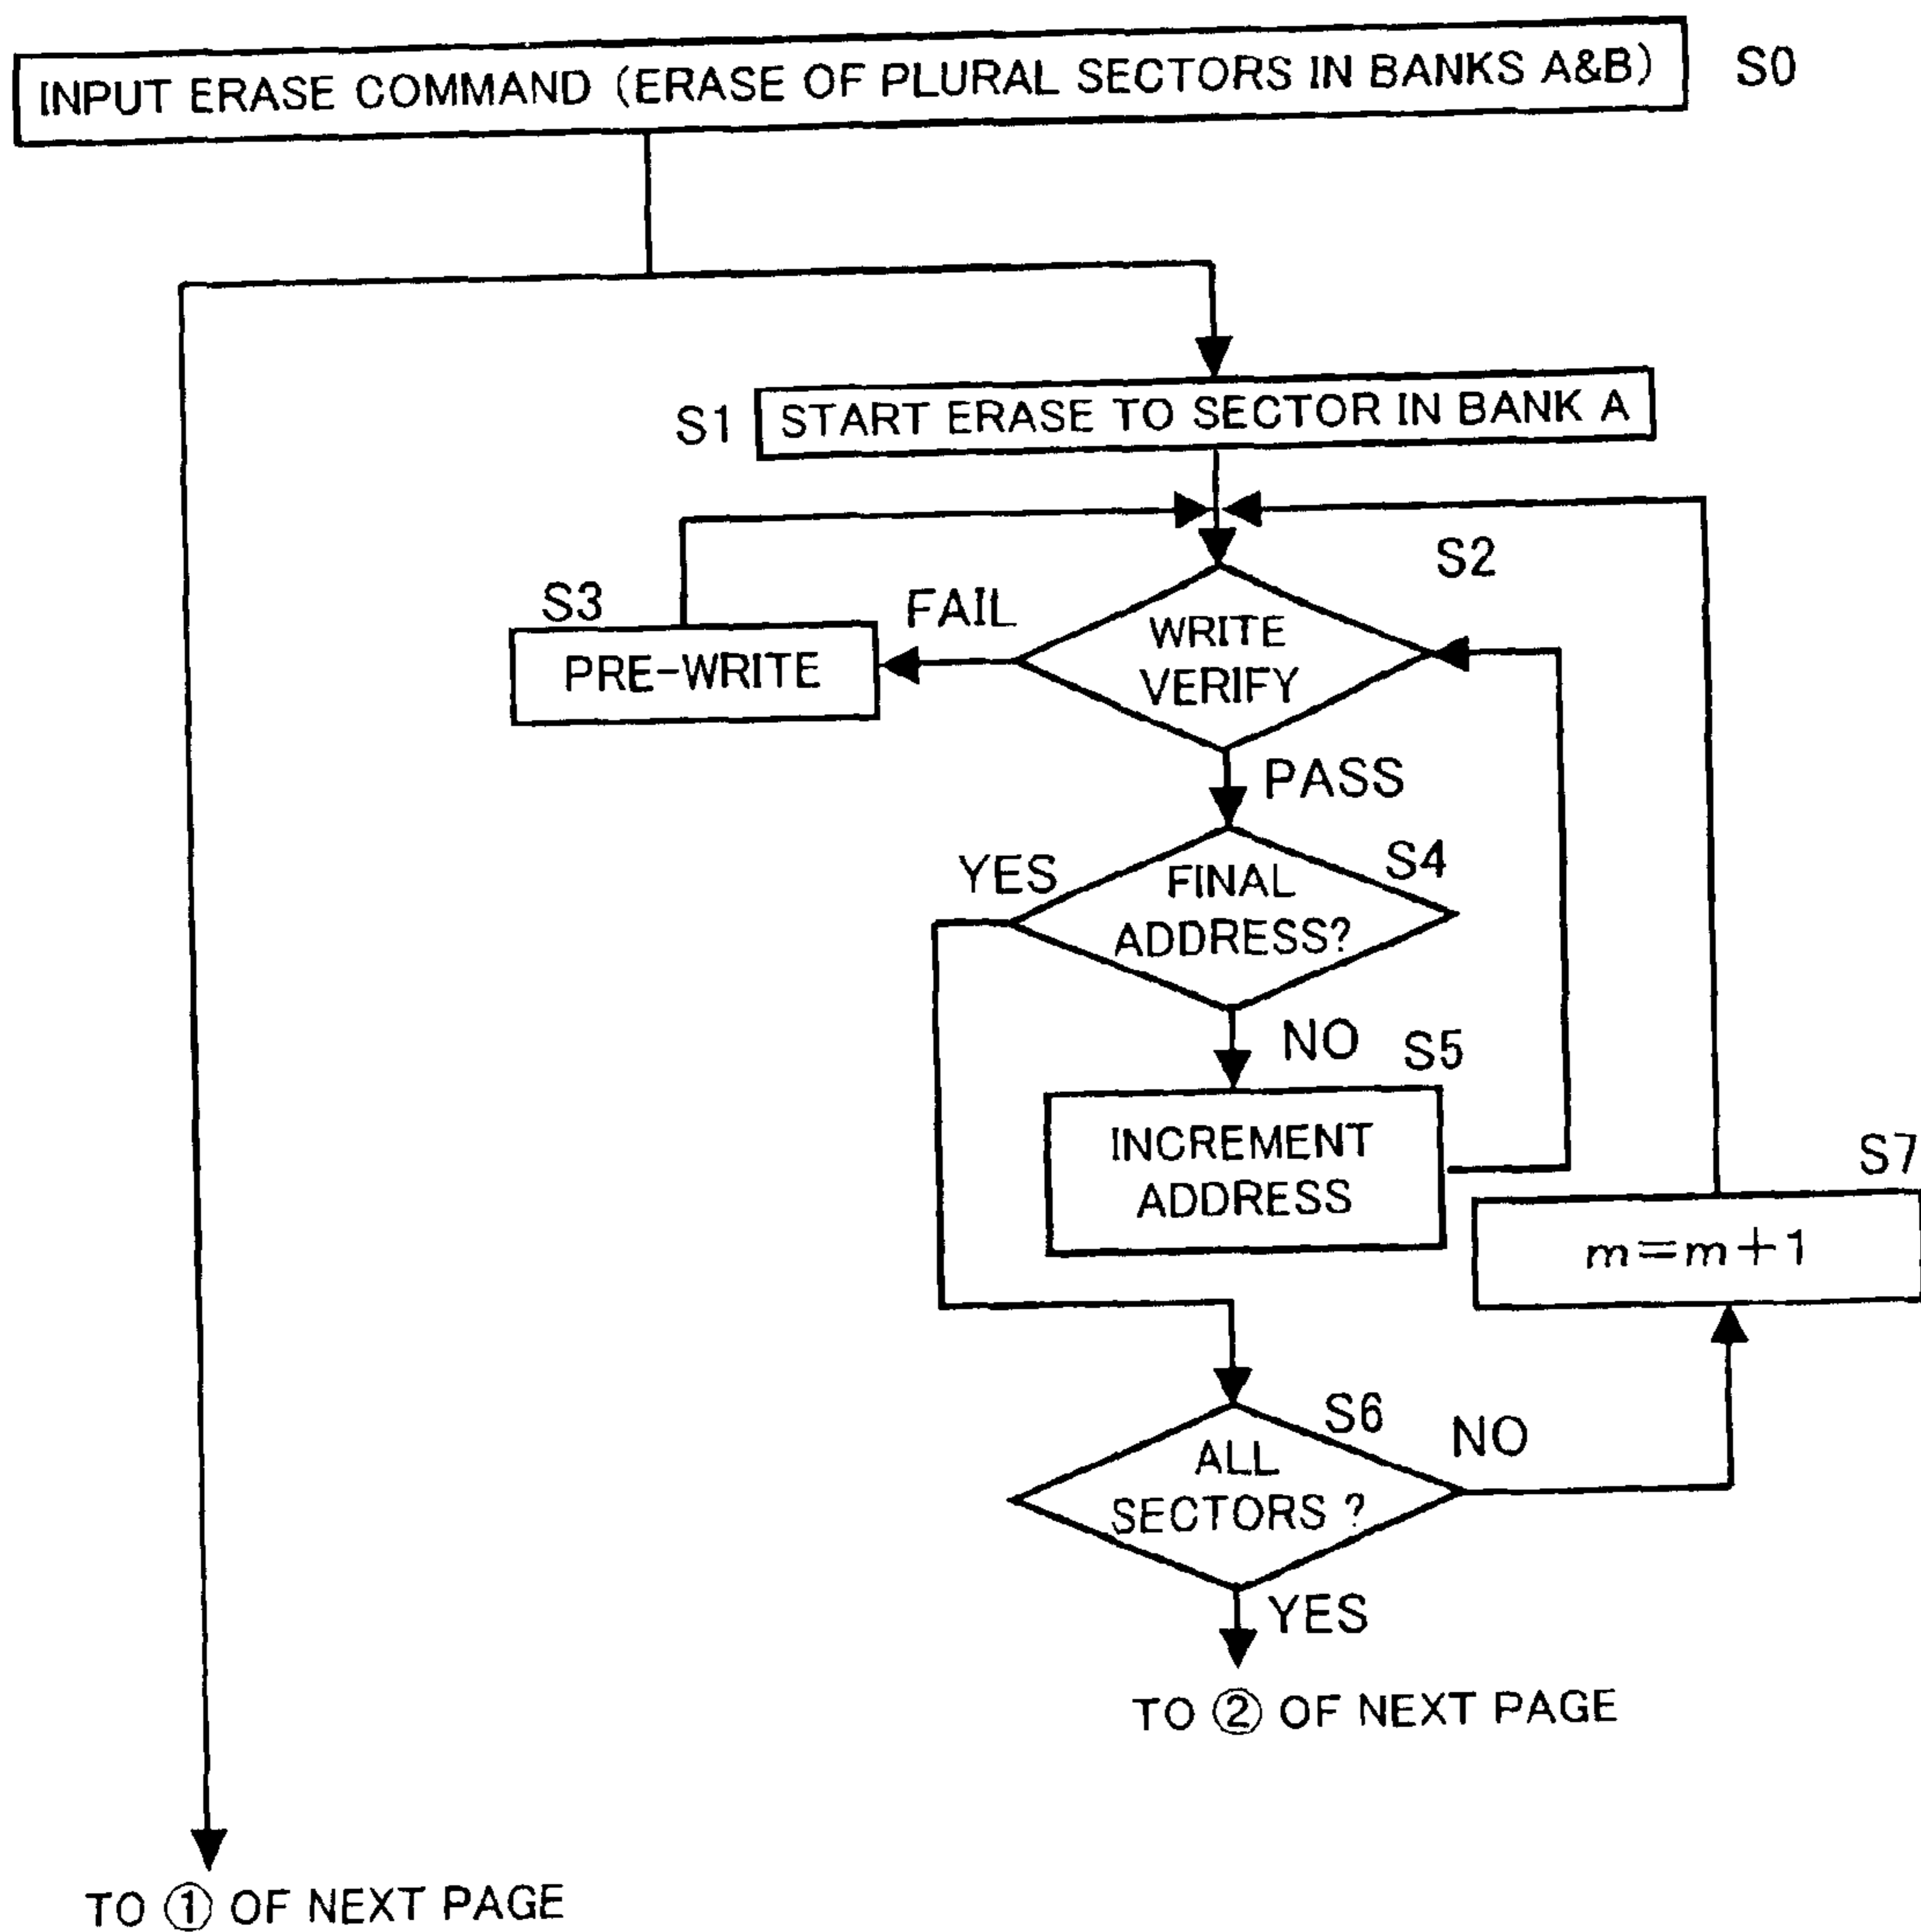 INPUT ERASE COMMAND (ERASE OF PLURAL SECTORS IN BANKS A&B)
S0
S1
START ERASE TO SECTOR IN BANK A
S2
S3
FAIL
WRITE
VERIFY
PRE-WRITE
PASS
YES
S4
FINAL
ADDRESS?
NO
S5
INCREMENT
ADDRESS
S7
m=m+1
S6
NO
ALL
SECTORS ?
YES
TO ② OF NEXT PAGE
TO ① OF NEXT PAGE